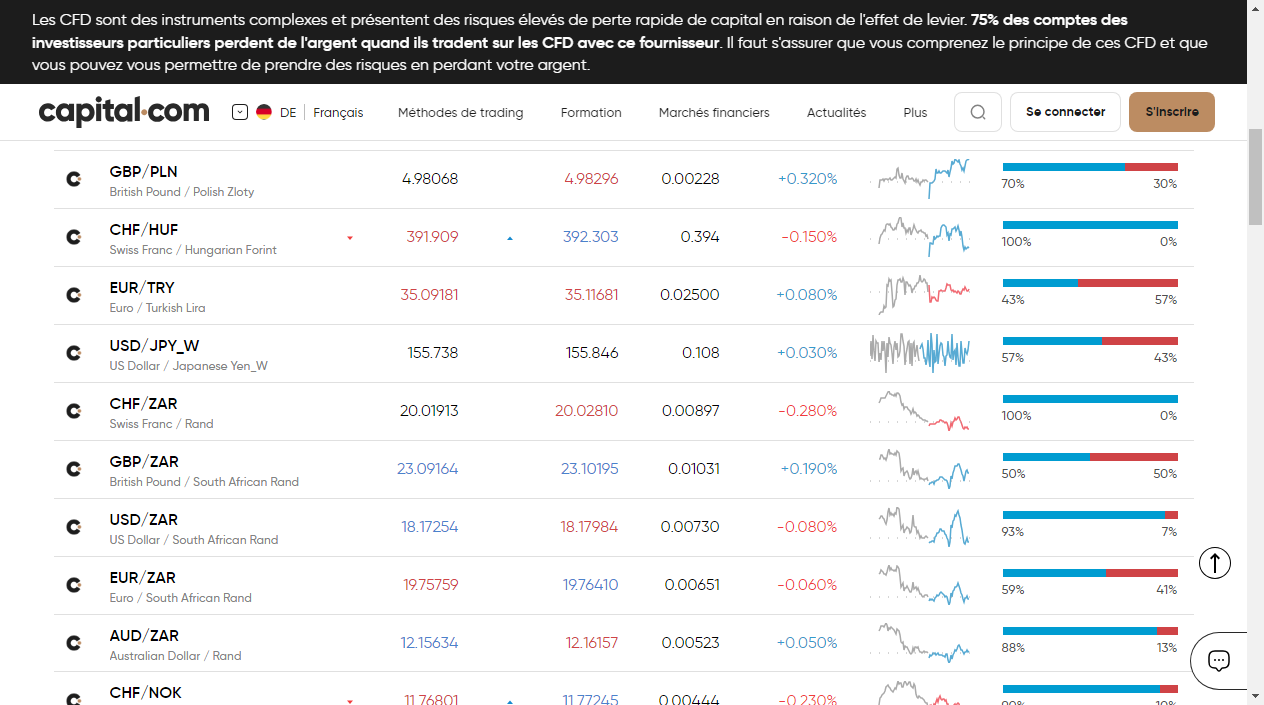 Les CFD sont des instruments complexes et présentent des risques élevés de perte rapide de capital en raison de l'effet de levier. 75% des comptes des
investisseurs particuliers perdent de l'argent quand ils tradent sur les CFD avec ce fournisseur. Il faut s'assurer que vous comprenez le principe de ces CFD et que
vous pouvez vous permettre de prendre des risques en perdant votre argent.
capital.com DE Français Méthodes de trading Formation Marchés financiers Actualités Plus Se connecter S'inscrire
GBP/PLN 4.98068 4.98296 0.00228 +0.320%
British Pound / Polish Zloty 70% 30%
CHF/HUF 391.909 392.303 0.394 -0.150%
Swiss Franc / Hungarian Forint 100% 0%
EUR/TRY 35.09181 35.11681 0.02500 +0.080%
Euro / Turkish Lira 43% 57%
USD/JPY_W 155.738 155.846 0.108 +0.030%
US Dollar / Japanese Yen_W 57% 43%
CHF/ZAR 20.01913 20.02810 0.00897 -0.280%
Swiss Franc / Rand 100% 0%
GBP/ZAR 23.09164 23.10195 0.01031 +0.190%
British Pound / South African Rand 50% 50%
USD/ZAR 18.17254 18.17984 0.00730 -0.080%
US Dollar / South African Rand 93% 7%
EUR/ZAR 19.75759 19.76410 0.00651 -0.060%
Euro / South African Rand 59% 41%
AUD/ZAR 12.15634 12.16157 0.00523 +0.050%
Australian Dollar / Rand 88% 13%
CHF/NOK 11.76801 11.77245 0.00444 -0.230%